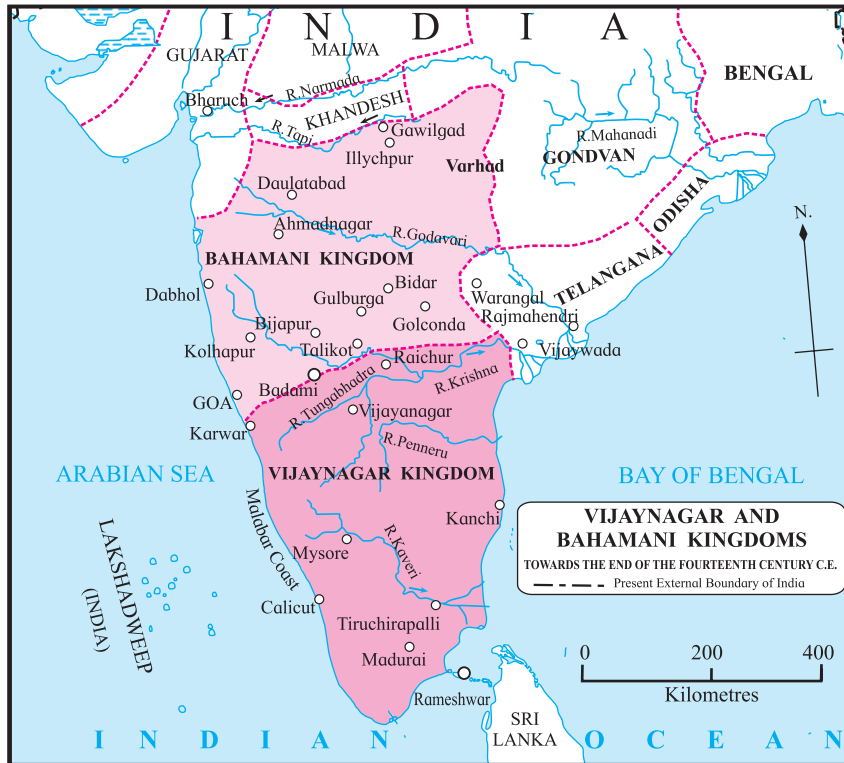 I N D I A
GUJARAT
MALWA
BENGAL
R.Narmada
Bharuch
KHANDESH
R.Tapi
Gawilgad
Illychpur
Varhad
R.Mahanadi
GONDVAN
Daulatabad
ODISHA
N.
Ahmadnagar
R.Godavari
BAHAMANI KINGDOM
TELANGANA
Dabhol
Bidar
Warangal
Gulburga
Golconda
Rajmahendri
Bijapur
Kolhapur
Talikot
Raichur
Vijaywada
Badami
R.Tungabhadra
R.Krishna
GOA
Vijayanagar
Karwar
R.Penneru
ARABIAN SEA
VIJAYNAGAR KINGDOM
BAY OF BENGAL
Malabar Coast
Kanchi
VIJAYNAGAR AND
BAHAMANI KINGDOMS
TOWARDS THE END OF THE FOURTEENTH CENTURY C.E.
Present External Boundary of India
LAKSHADWEEP
(INDIA)
Mysore
R.Kaveri
Calicut
Tiruchirapalli
Madurai
0 200 400
Kilometres
Rameshwar
SRI
LANKA
I N D I A N O C E A N